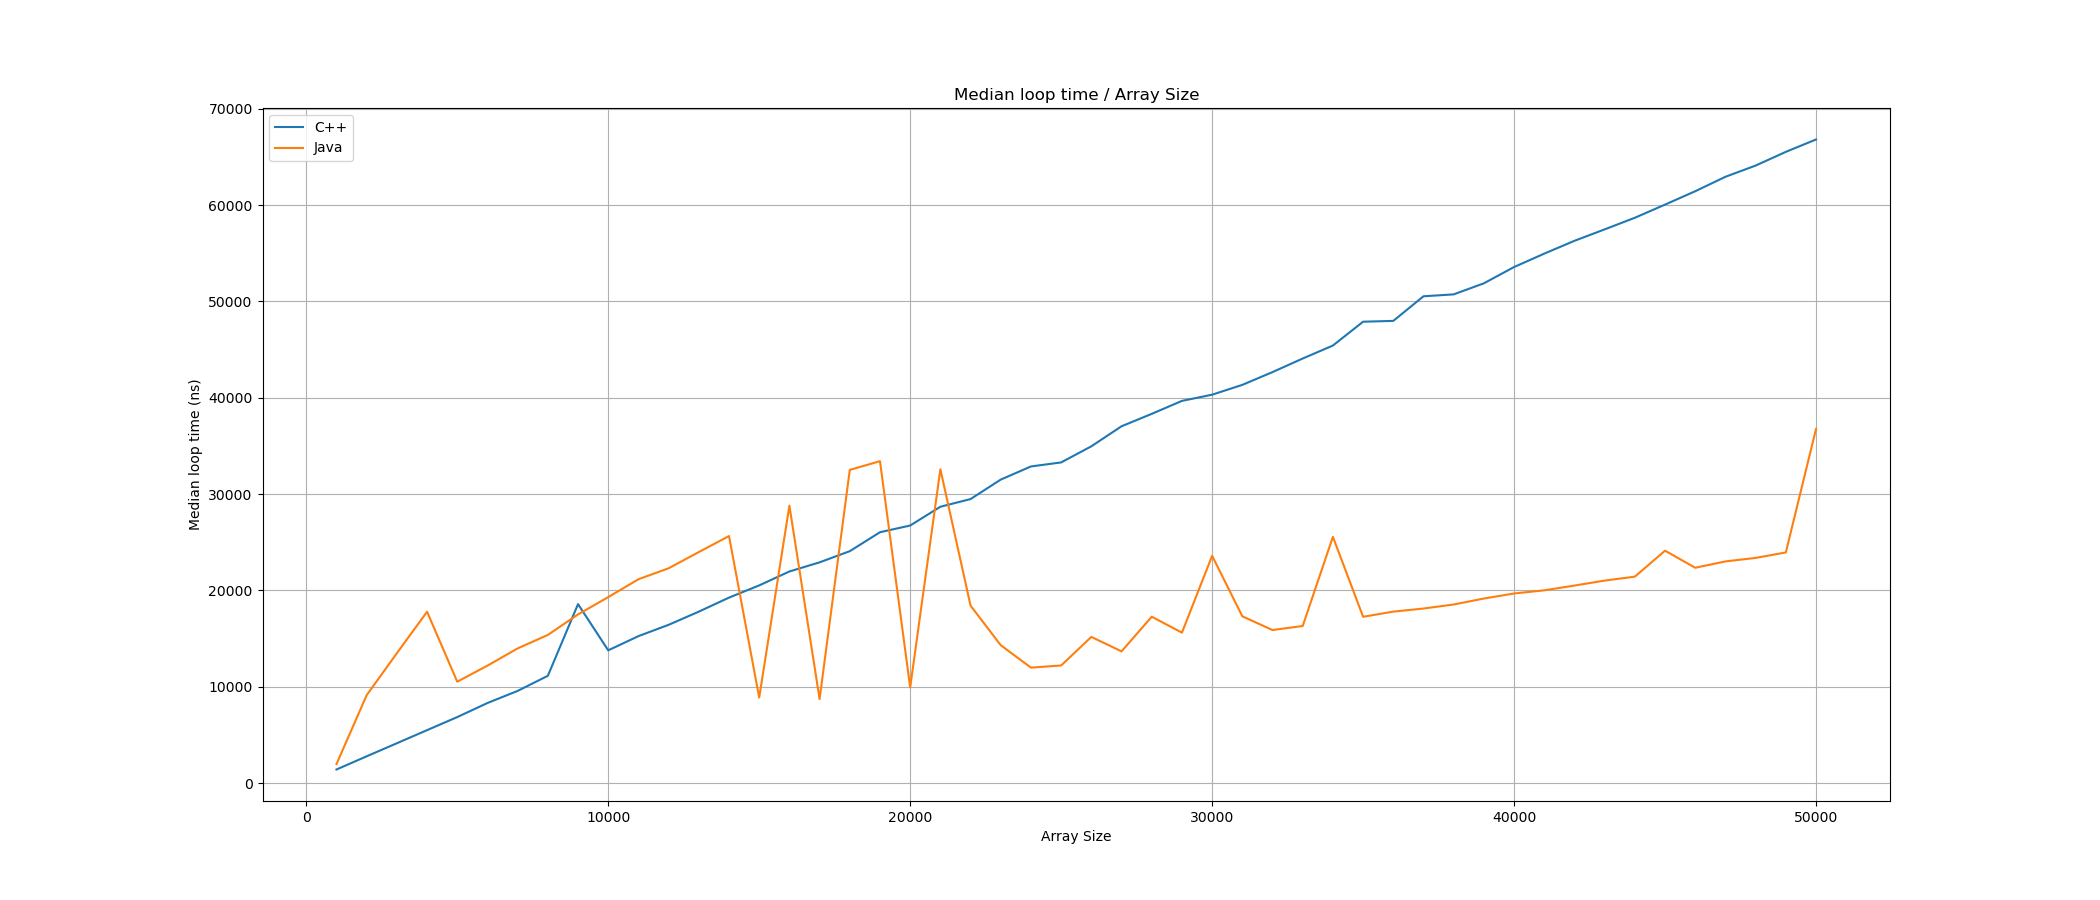 Median loop time / Array Size
C++
Java
Median loop time (ns)
70000
60000
50000
40000
30000
20000
10000
0
0 10000 20000 30000 40000 50000
Array Size